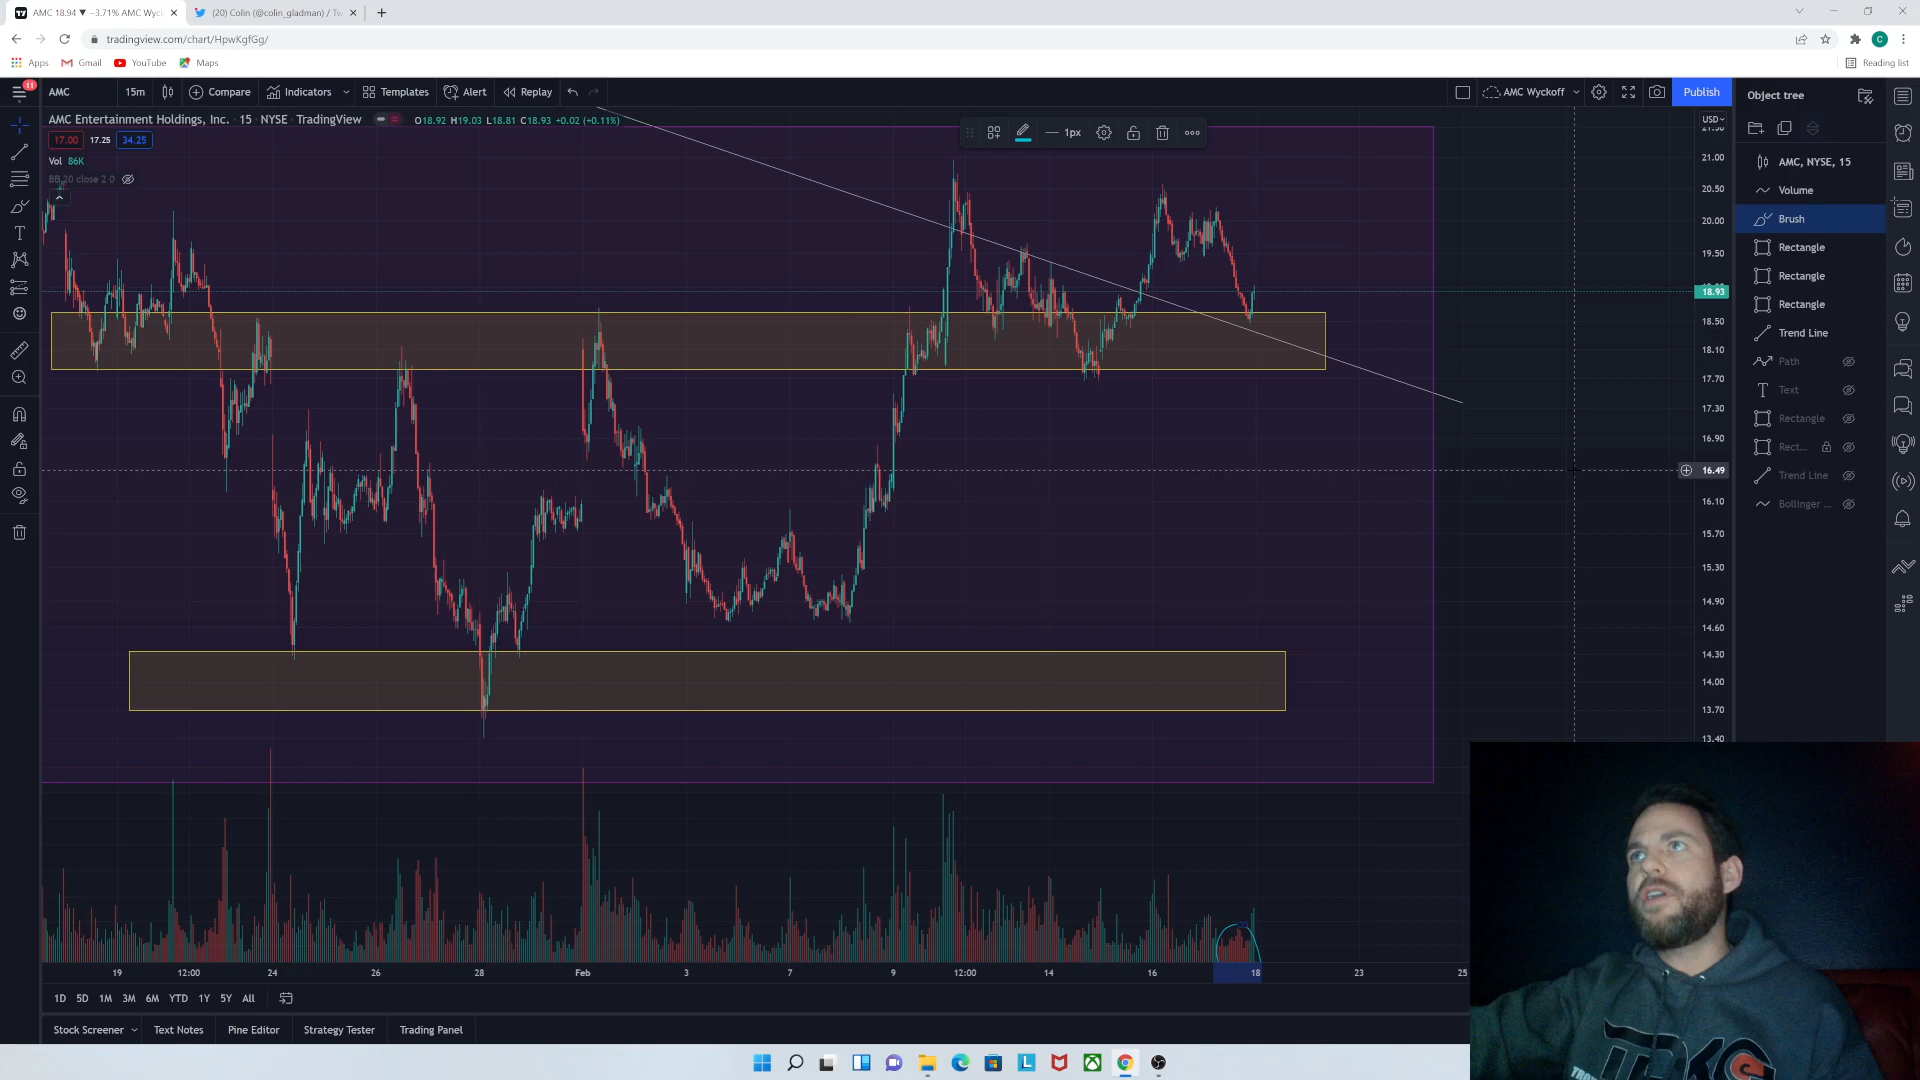 AMC 18.94 ▼ −3.71% AMC Wyck
(20) Colin (@colin_gladman) / Tw
tradingview.com/chart/HpwKgfGg/
Apps
Gmail
YouTube
Maps
Reading list
11
AMC
15m
Compare
Indicators
Templates
Alert
Replay
AMC Wyckoff
Publish
Object tree
AMC Entertainment Holdings, Inc. · 15 · NYSE · TradingView
O18.92 H19.03 L18.81 C18.93 +0.02 (+0.11%)
17.00
17.25
34.25
Vol 86K
BB 20 close 2 0
1px
USD
21.00
20.50
20.00
19.50
18.93
18.50
18.10
17.70
17.30
16.90
16.49
16.10
15.70
15.30
14.90
14.60
14.30
14.00
13.70
13.40
AMC, NYSE, 15
Volume
Brush
Rectangle
Rectangle
Rectangle
Trend Line
Path
Text
Rectangle
Rect...
Trend Line
Bollinger ...
19
12:00
24
26
28
Feb
3
7
9
12:00
14
16
18
23
25
1D
5D
1M
3M
6M
YTD
1Y
5Y
All
Stock Screener
Text Notes
Pine Editor
Strategy Tester
Trading Panel